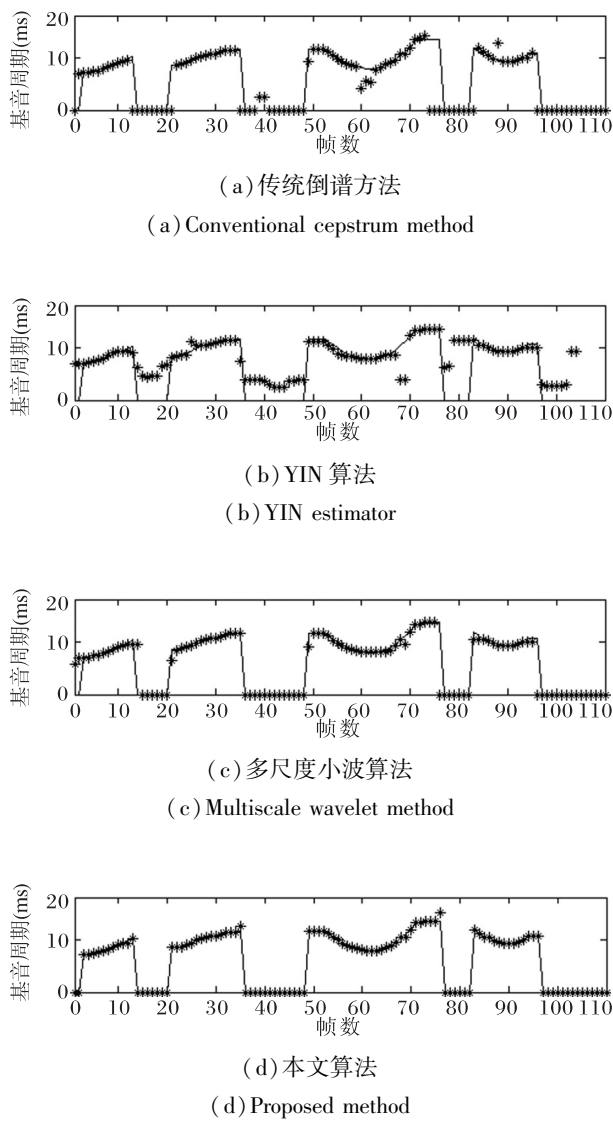 20
10
0
基音周期(ms)
0 10 20 30 40 50 60 70 80 90 100 110
帧数
(a)传统倒谱方法
(a)Conventional cepstrum method
20
10
0
基音周期(ms)
0 10 20 30 40 50 60 70 80 90 100 110
帧数
(b)YIN 算法
(b)YIN estimator
20
10
0
基音周期(ms)
0 10 20 30 40 50 60 70 80 90 100 110
帧数
(c)多尺度小波算法
(c)Multiscale wavelet method
20
10
0
基音周期(ms)
0 10 20 30 40 50 60 70 80 90 100 110
帧数
(d)本文算法
(d)Proposed method